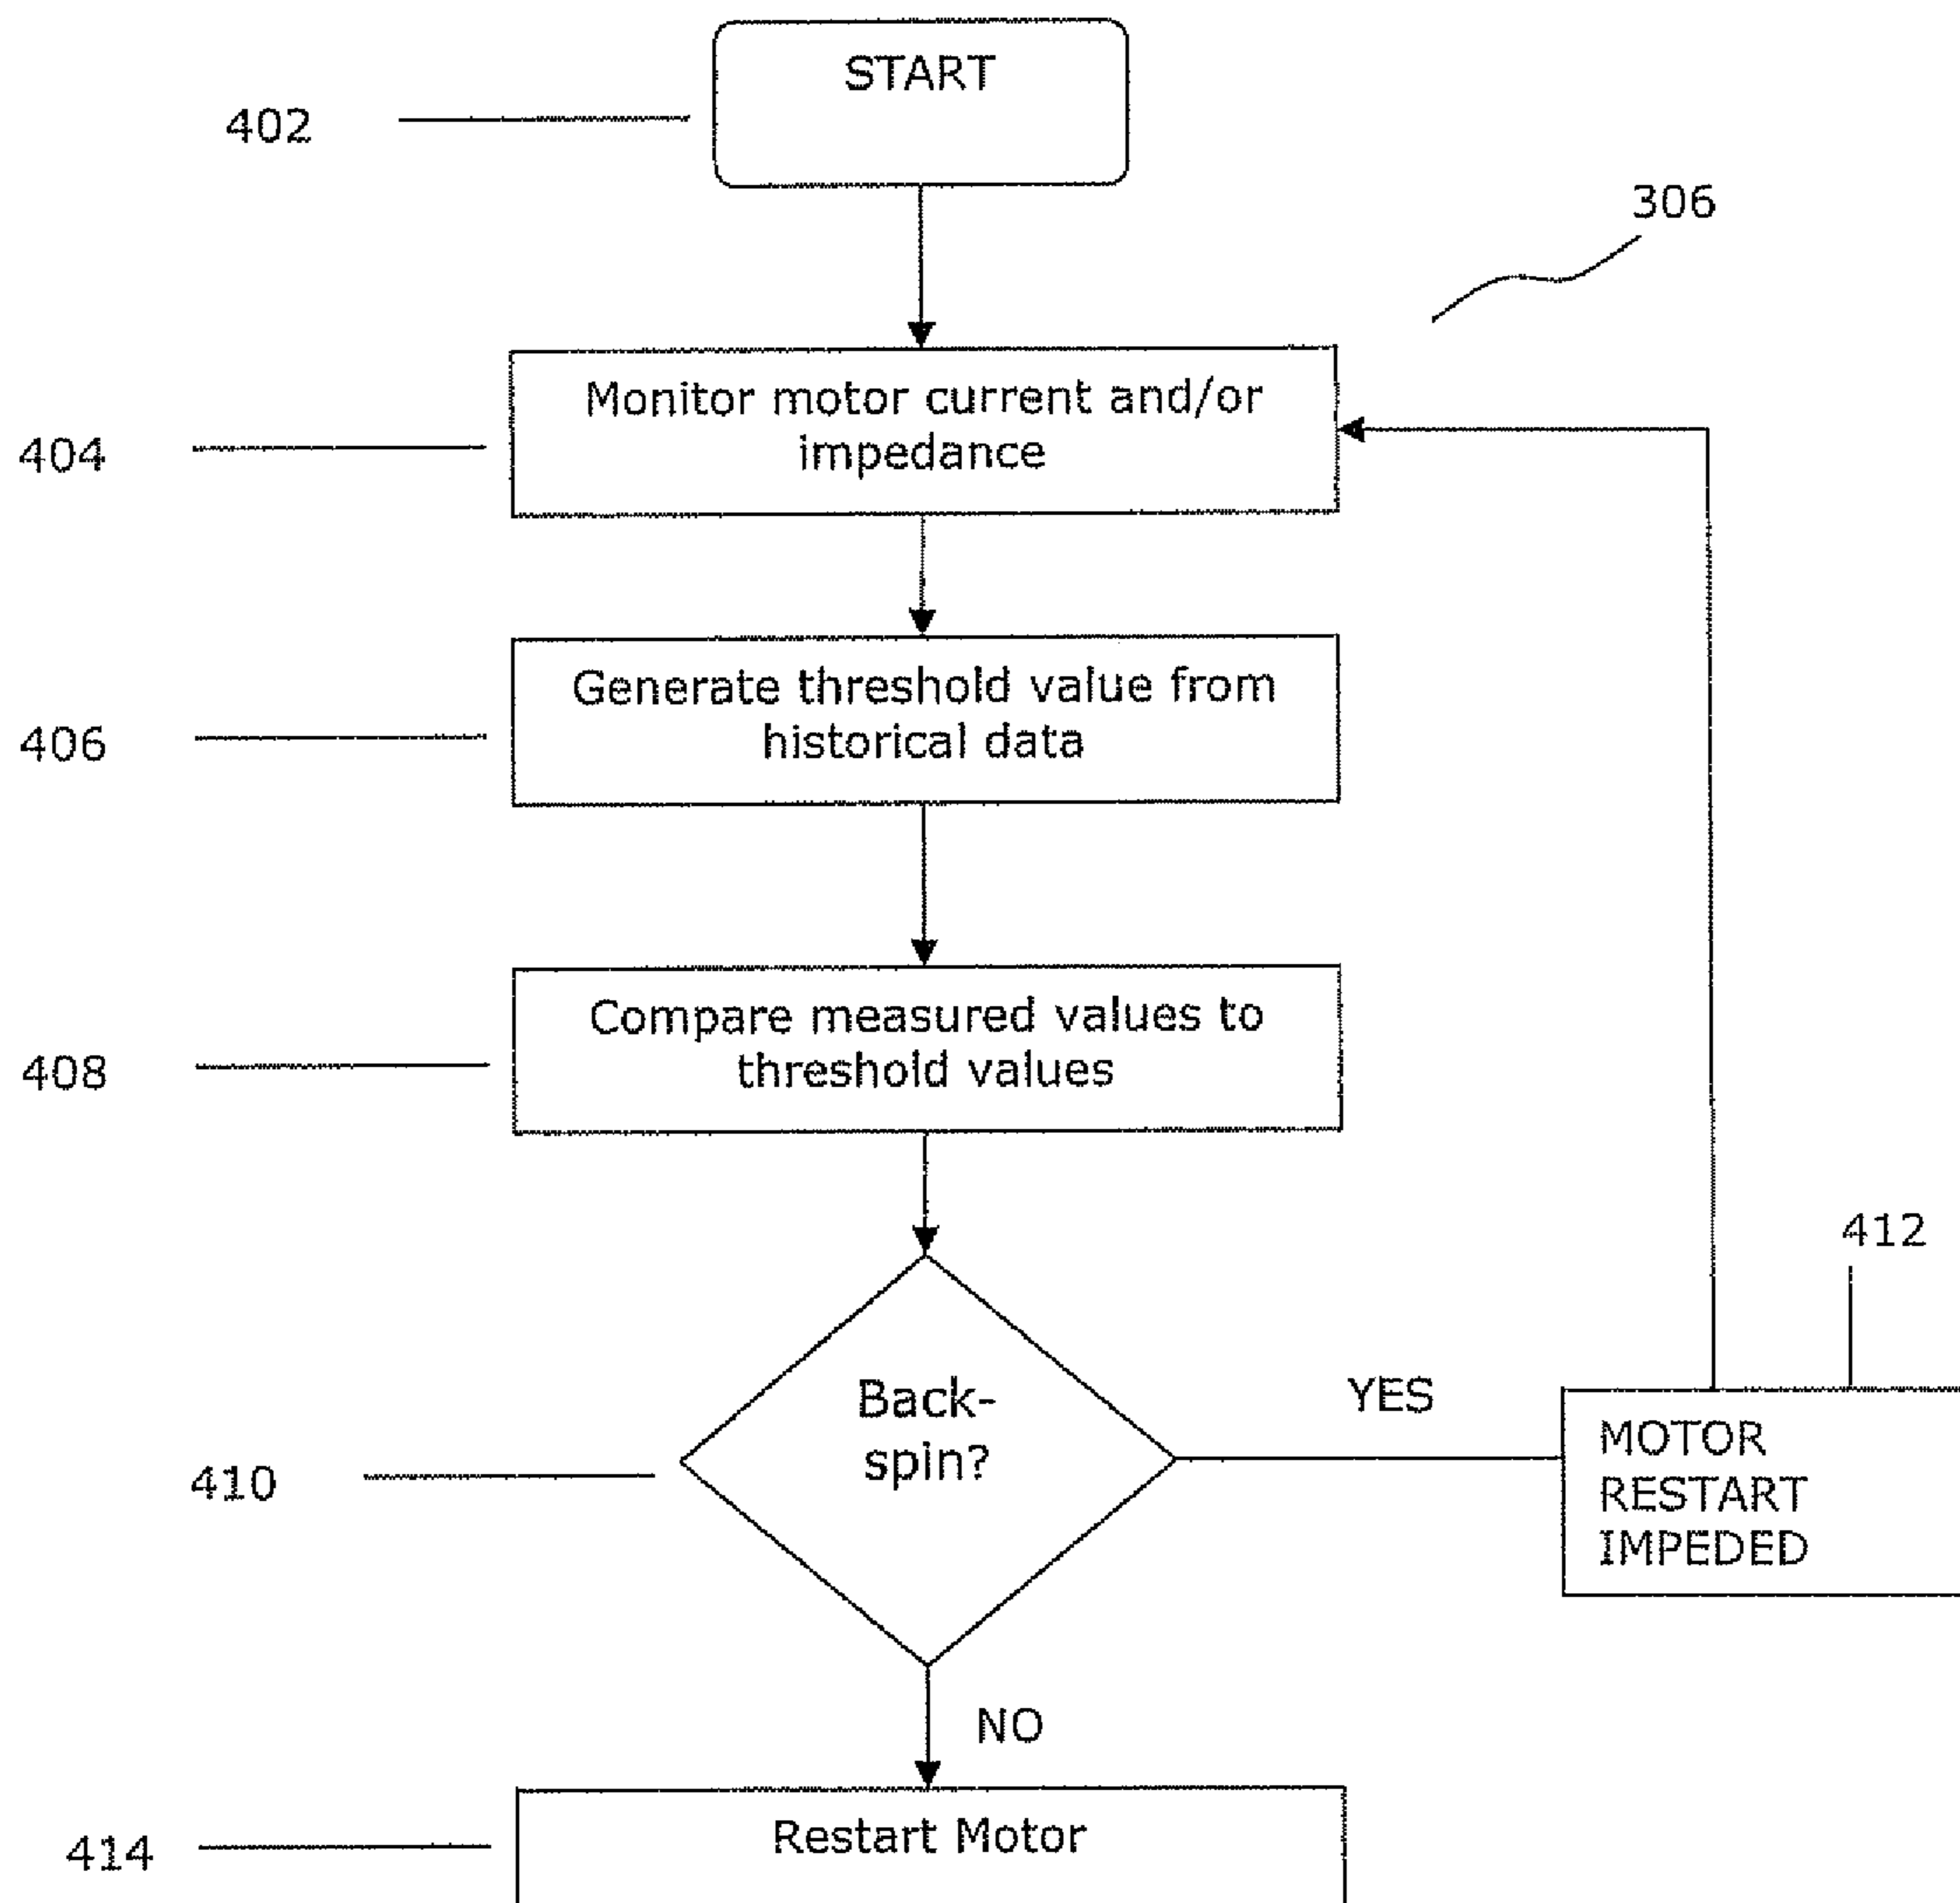 START
402
306
Monitor motor current and/or
impedance
404
Generate threshold value from
historical data
406
Compare measured values to
threshold values
408
412
Back-
spin?
YES
410
MOTOR
RESTART
IMPEDED
NO
Restart Motor
414